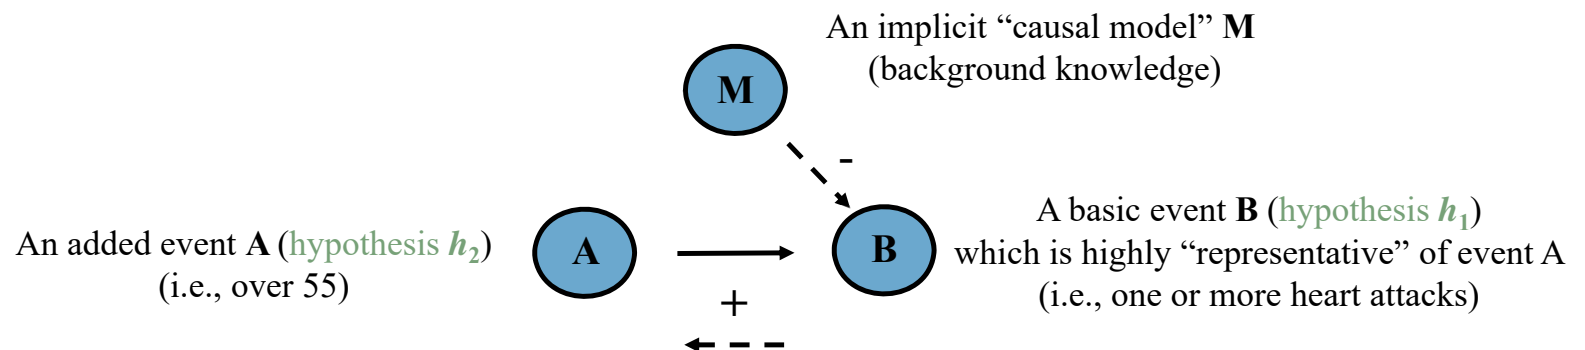 An implicit “causal model” M
(background knowledge)
M
-
An added event A (hypothesis h2)
(i.e., over 55)
A
+
B
A basic event B (hypothesis h1)
which is highly “representative” of event A
(i.e., one or more heart attacks)